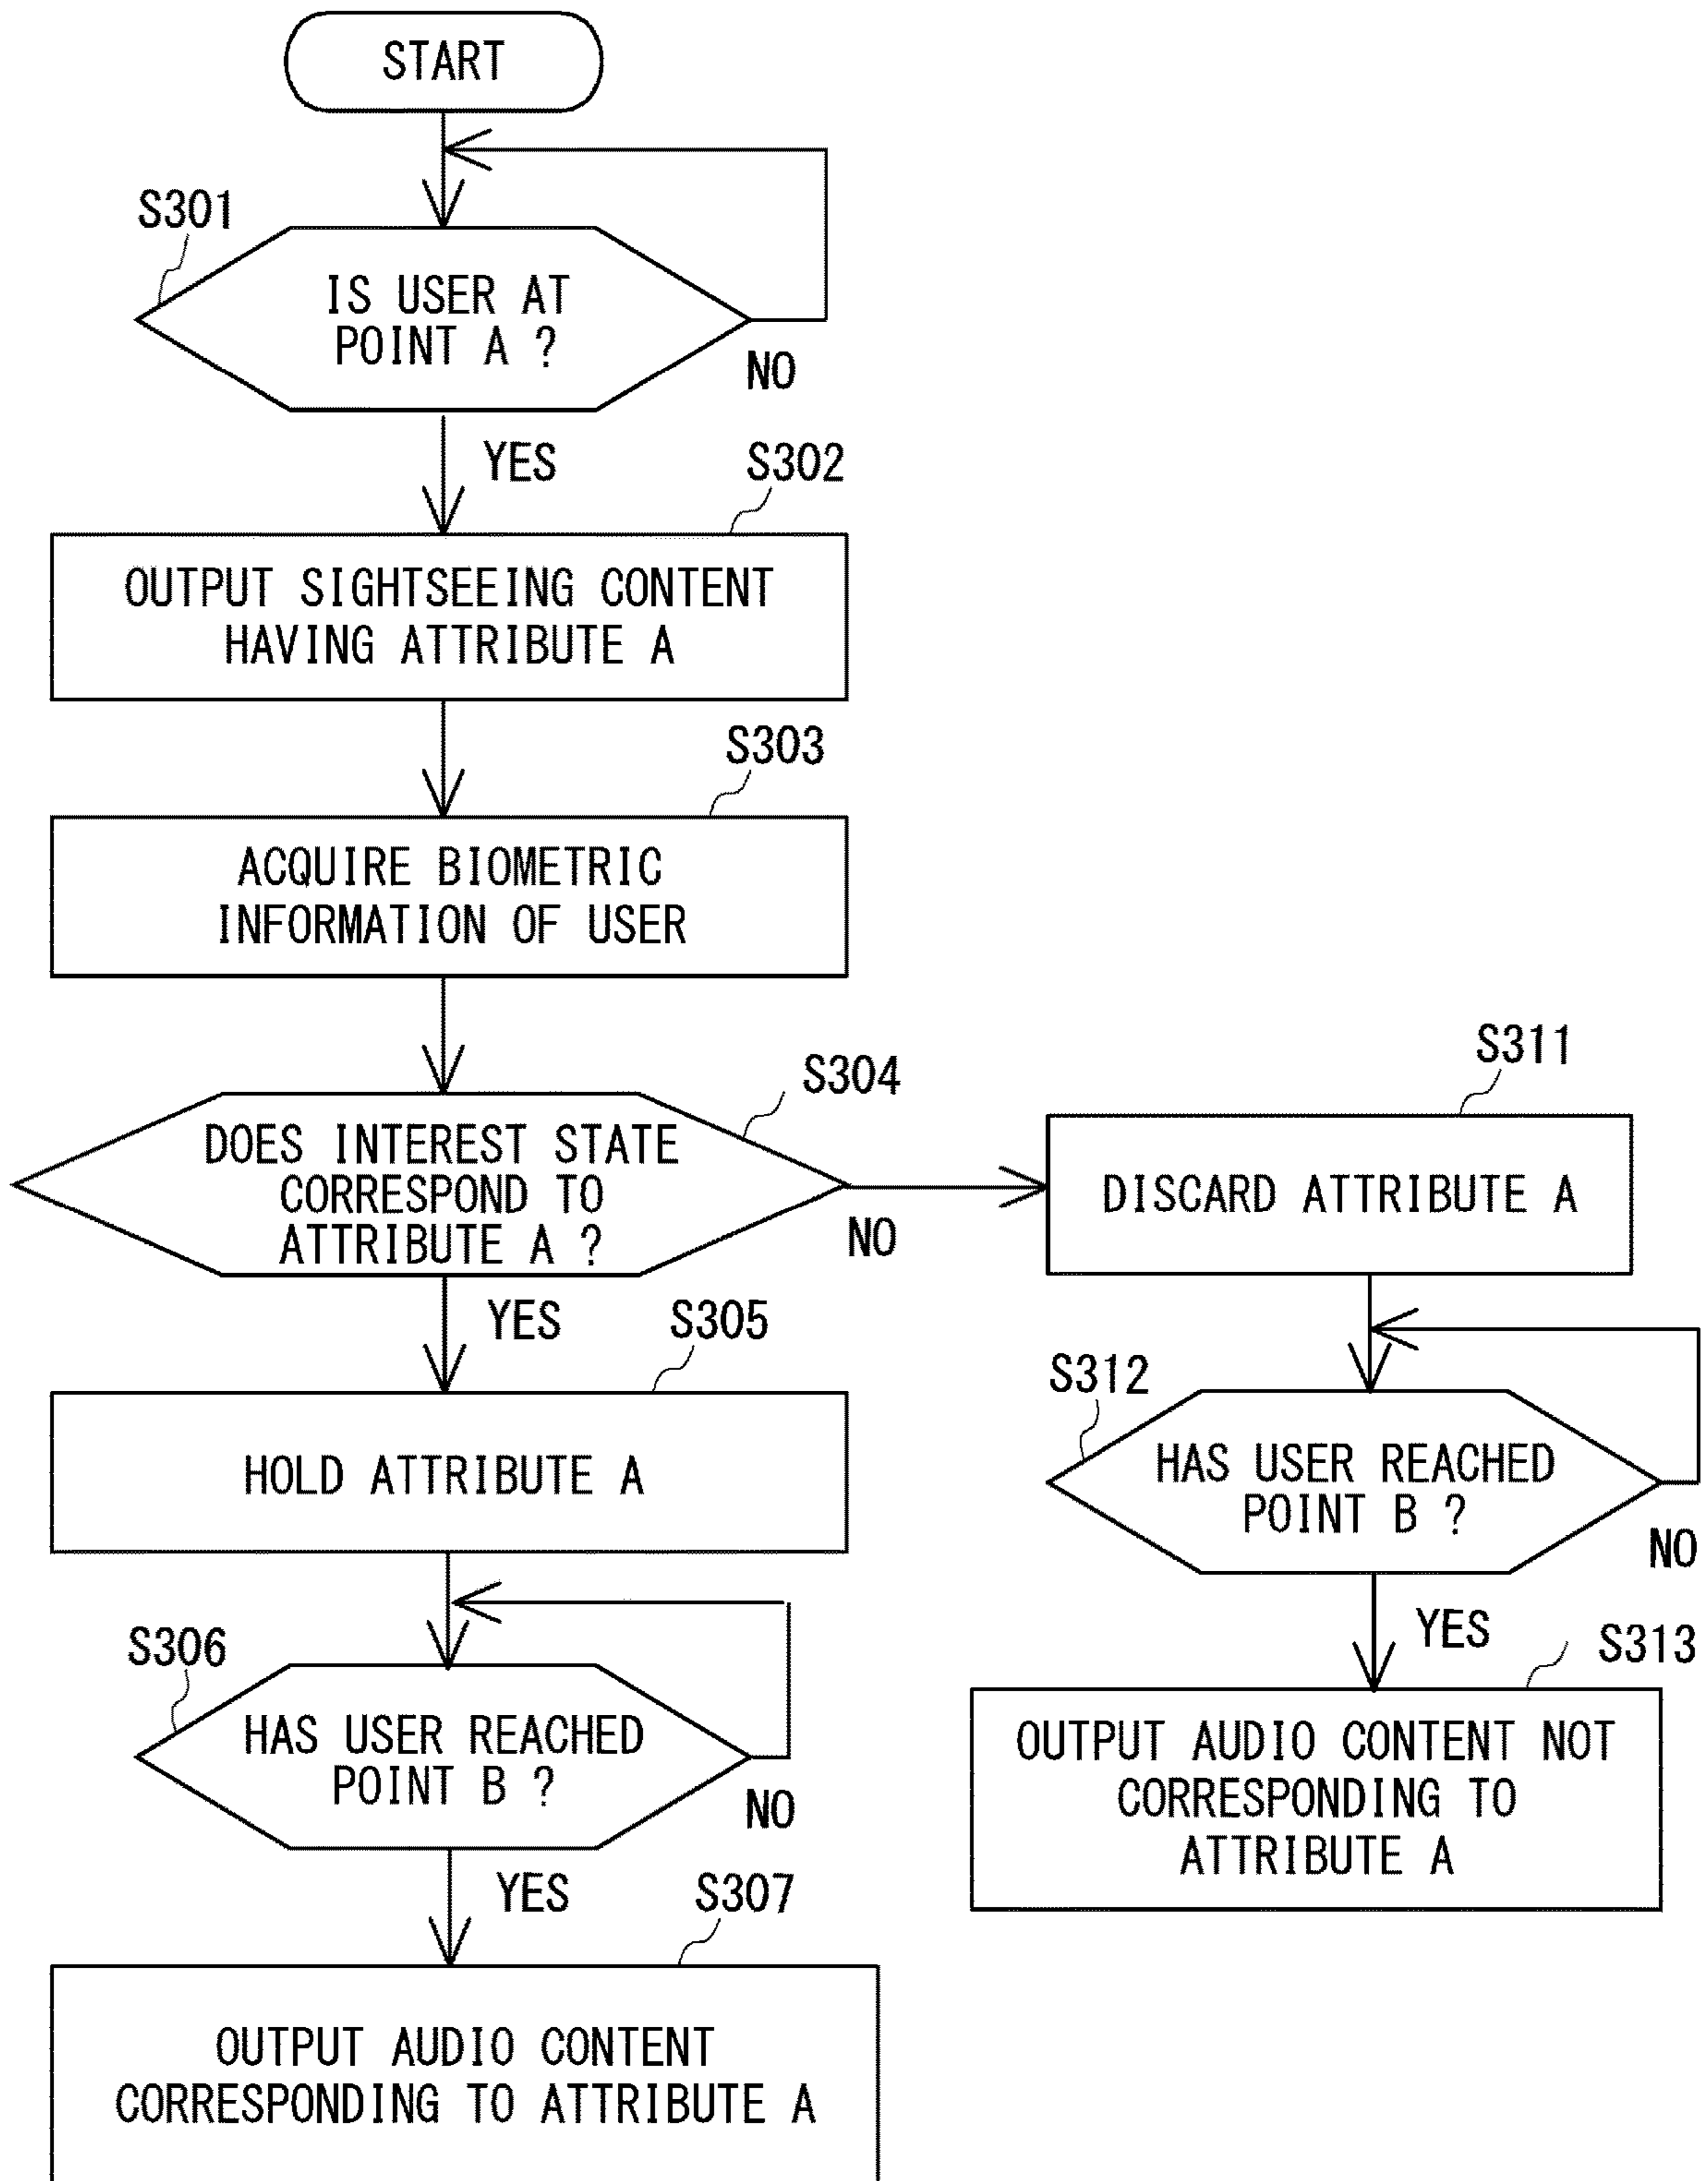 START
S301
IS USER AT
POINT A ?
NO
YES
S302
OUTPUT SIGHTSEEING CONTENT
HAVING ATTRIBUTE A
S303
ACQUIRE BIOMETRIC
INFORMATION OF USER
S304
DOES INTEREST STATE
CORRESPOND TO
ATTRIBUTE A ?
NO
YES
S305
HOLD ATTRIBUTE A
S306
HAS USER REACHED
POINT B ?
NO
YES
S307
OUTPUT AUDIO CONTENT
CORRESPONDING TO ATTRIBUTE A
S311
DISCARD ATTRIBUTE A
S312
HAS USER REACHED
POINT B ?
NO
YES
S313
OUTPUT AUDIO CONTENT NOT
CORRESPONDING TO
ATTRIBUTE A